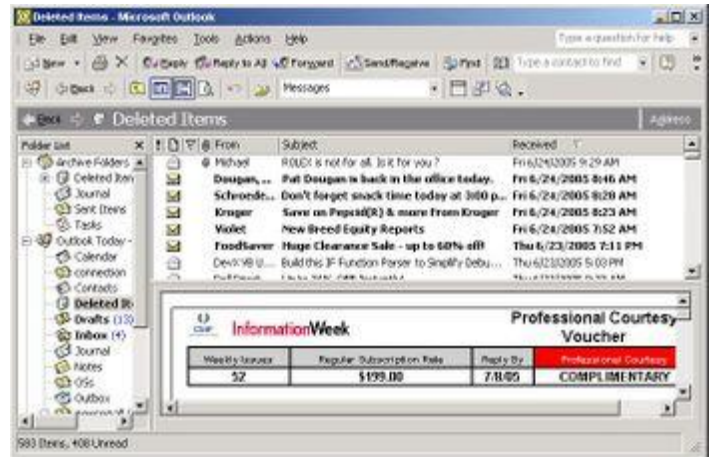 Deleted Items - Microsoft Outlook
File Edit View Favorites Tools Actions Help Type a question for help
New Reply Reply to All Forward Send/Receive Find Type a contact to find
Back Messages
Back Deleted Items Address
Folder List From Subject Received
Archive Folders Michael ROLEX is not for all. Is it for you ? Fri 6/24/2005 9:29 AM
Deleted Iten Dougan,... Pat Dougan is back in the office today. Fri 6/24/2005 8:46 AM
Journal Schroede... Don't forget snack time today at 3:00 p... Fri 6/24/2005 8:28 AM
Sent Items Kroger Save on Pepsid(R) & more from Kroger Fri 6/24/2005 8:23 AM
Tasks Violet New Breed Equity Reports Fri 6/24/2005 7:52 AM
Outlook Today - FoodSaver Huge Clearance Sale - up to 60% off! Thu 6/23/2005 7:11 PM
Calendar DevX VB U... Build this IF Function Parser to Simplify Debu... Thu 6/23/2005 5:03 PM
connection
Contacts
Deleted It
Drafts (13)
Inbox (4)
Journal
Notes
OSs
Outbox
CMP InformationWeek Professional Courtesy
Voucher
Weekly Issues Regular Subscription Rate Reply By Professional Courtesy
52 $199.00 7/8/05 COMPLIMENTARY
593 Items, 408 Unread